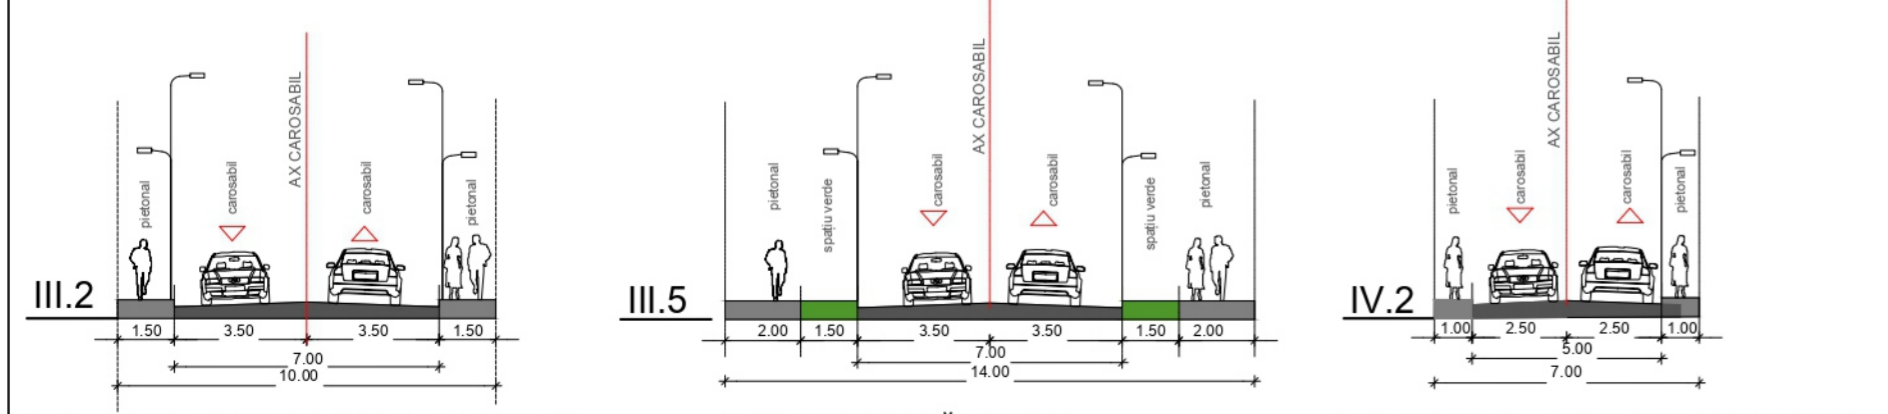 III.2
pietonal
carosabil
AX CAROSABIL
carosabil
pietonal
1.50
3.50
3.50
1.50
7.00
10.00
III.5
pietonal
spațiu verde
carosabil
AX CAROSABIL
carosabil
spațiu verde
pietonal
2.00
1.50
3.50
3.50
1.50
2.00
7.00
14.00
IV.2
pietonal
carosabil
AX CAROSABIL
carosabil
pietonal
1.00
2.50
2.50
1.00
5.00
7.00